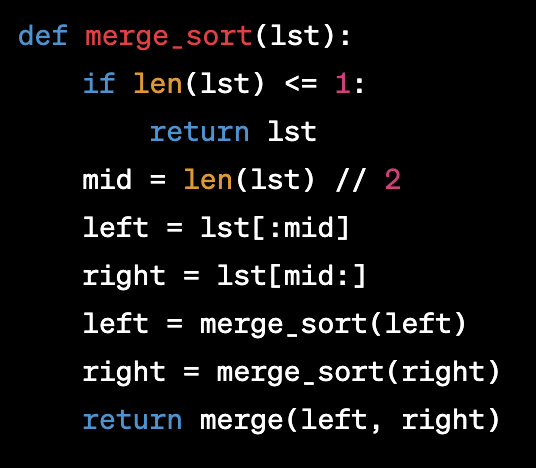 def merge_sort(lst):
    if len(lst) <= 1:
        return lst
    mid = len(lst) // 2
    left = lst[:mid]
    right = lst[mid:]
    left = merge_sort(left)
    right = merge_sort(right)
    return merge(left, right)